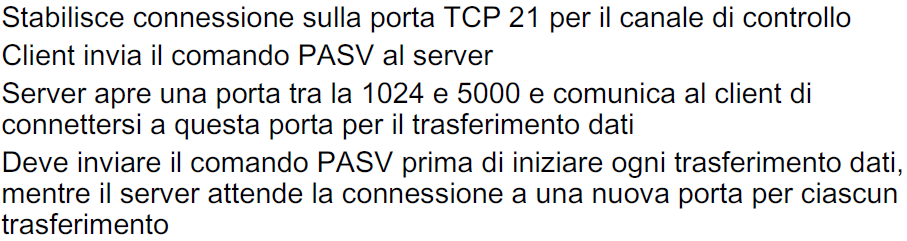 Stabilisce connessione sulla porta TCP 21 per il canale di controllo
Client invia il comando PASV al server
Server apre una porta tra la 1024 e 5000 e comunica al client di
connettersi a questa porta per il trasferimento dati
Deve inviare il comando PASV prima di iniziare ogni trasferimento dati,
mentre il server attende la connessione a una nuova porta per ciascun
trasferimento